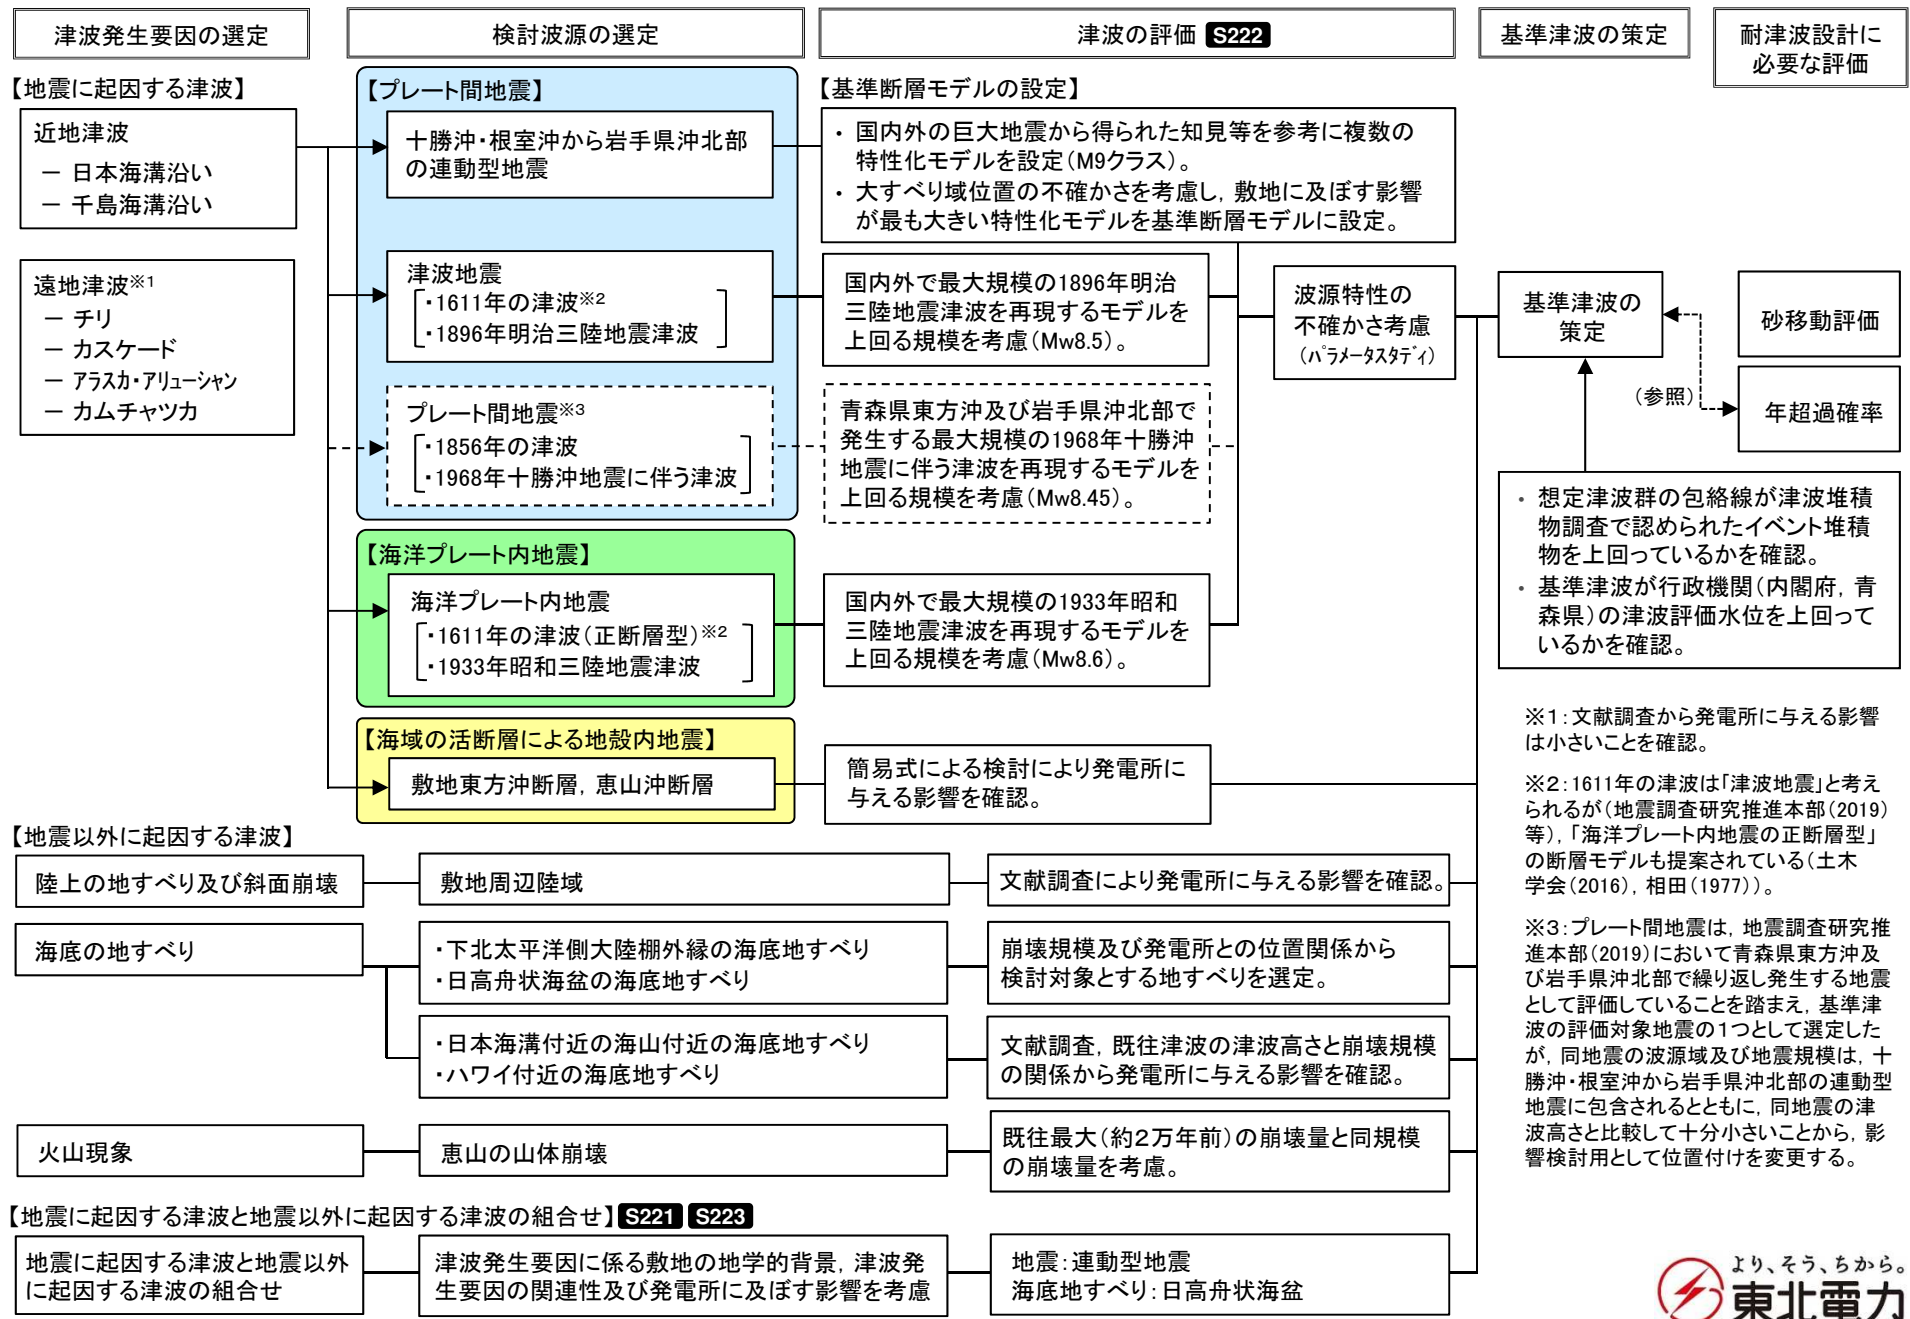 津波発生要因の選定
検討波源の選定
津波の評価 S222
基準津波の策定
耐津波設計に
必要な評価
【地震に起因する津波】
近地津波
－ 日本海溝沿い
－ 千島海溝沿い
遠地津波※1
－ チリ
－ カスケード
－ アラスカ・アリューシャン
－ カムチャツカ
【プレート間地震】
十勝沖・根室沖から岩手県沖北部
の連動型地震
津波地震
・1611年の津波※2
・1896年明治三陸地震津波
プレート間地震※3
・1856年の津波
・1968年十勝沖地震に伴う津波
【海洋プレート内地震】
海洋プレート内地震
・1611年の津波（正断層型）※2
・1933年昭和三陸地震津波
【海域の活断層による地殻内地震】
敷地東方沖断層，恵山沖断層
【基準断層モデルの設定】
・ 国内外の巨大地震から得られた知見等を参考に複数の
特性化モデルを設定（M9クラス）。
・ 大すべり域位置の不確かさを考慮し，敷地に及ぼす影響
が最も大きい特性化モデルを基準断層モデルに設定。
国内外で最大規模の1896年明治
三陸地震津波を再現するモデルを
上回る規模を考慮（Mw8.5）。
青森県東方沖及び岩手県沖北部で
発生する最大規模の1968年十勝沖
地震に伴う津波を再現するモデルを
上回る規模を考慮（Mw8.45）。
国内外で最大規模の1933年昭和
三陸地震津波を再現するモデルを
上回る規模を考慮（Mw8.6）。
簡易式による検討により発電所に
与える影響を確認。
波源特性の
不確かさ考慮
（ﾊﾟﾗﾒｰﾀｽﾀﾃﾞｨ）
基準津波の
策定
砂移動評価
（参照）
年超過確率
・ 想定津波群の包絡線が津波堆積
物調査で認められたイベント堆積
物を上回っているかを確認。
・ 基準津波が行政機関（内閣府，青
森県）の津波評価水位を上回って
いるかを確認。
【地震以外に起因する津波】
陸上の地すべり及び斜面崩壊
敷地周辺陸域
文献調査により発電所に与える影響を確認。
海底の地すべり
・下北太平洋側大陸棚外縁の海底地すべり
・日高舟状海盆の海底地すべり
崩壊規模及び発電所との位置関係から
検討対象とする地すべりを選定。
・日本海溝付近の海山付近の海底地すべり
・ハワイ付近の海底地すべり
文献調査，既往津波の津波高さと崩壊規模
の関係から発電所に与える影響を確認。
火山現象
恵山の山体崩壊
既往最大（約２万年前）の崩壊量と同規模
の崩壊量を考慮。
【地震に起因する津波と地震以外に起因する津波の組合せ】 S221 S223
地震に起因する津波と地震以外
に起因する津波の組合せ
津波発生要因に係る敷地の地学的背景，津波発
生要因の関連性及び発電所に及ぼす影響を考慮
地震：連動型地震
海底地すべり：日高舟状海盆
※１：文献調査から発電所に与える影響
は小さいことを確認。
※２：1611年の津波は「津波地震」と考え
られるが（地震調査研究推進本部（2019）
等），「海洋プレート内地震の正断層型」
の断層モデルも提案されている（土木
学会（2016），相田（1977））。
※３：プレート間地震は，地震調査研究推
進本部（2019）において青森県東方沖及
び岩手県沖北部で繰り返し発生する地震
として評価していることを踏まえ，基準津
波の評価対象地震の１つとして選定した
が，同地震の波源域及び地震規模は，十
勝沖・根室沖から岩手県沖北部の連動型
地震に包含されるとともに，同地震の津
波高さと比較して十分小さいことから，影
響検討用として位置付けを変更する。
より、そう、ちから。
東北電力